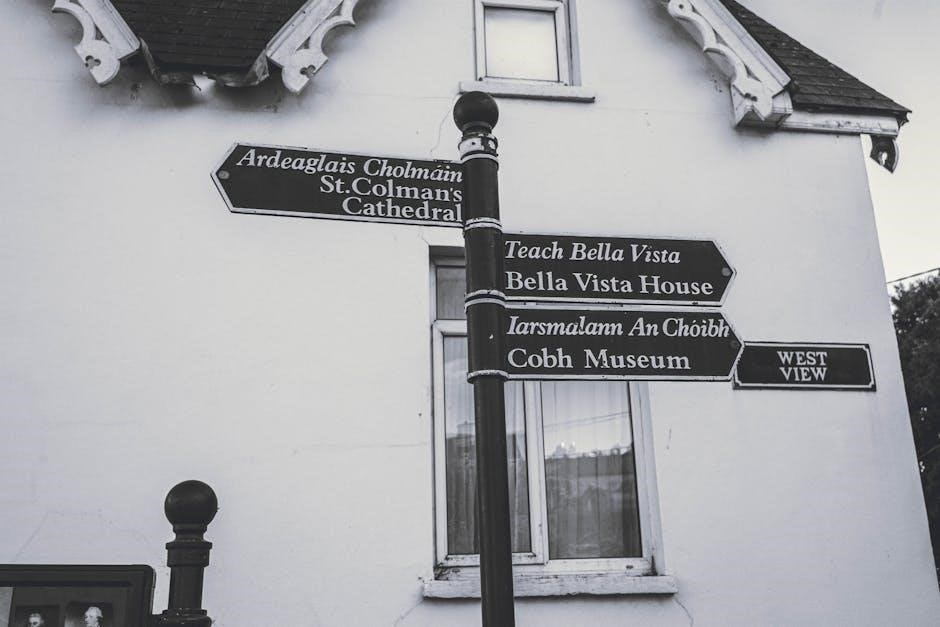 Ardeaglais Cholmáin
St.Colman's
Cathedral
Teach Bella Vista
Bella Vista House
Iarsmalann An Chóibh
Cobh Museum
WEST
VIEW